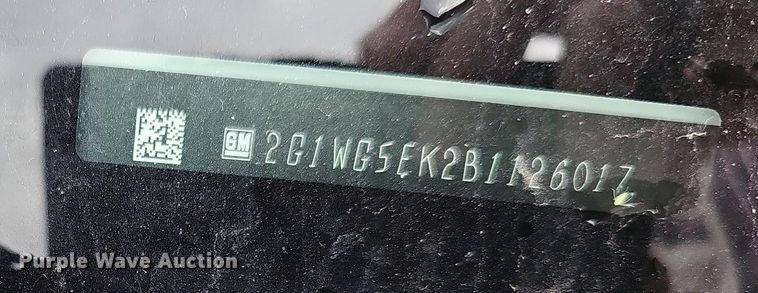 GM 2G1WG5EK2B1126017
Purple Wave Auction